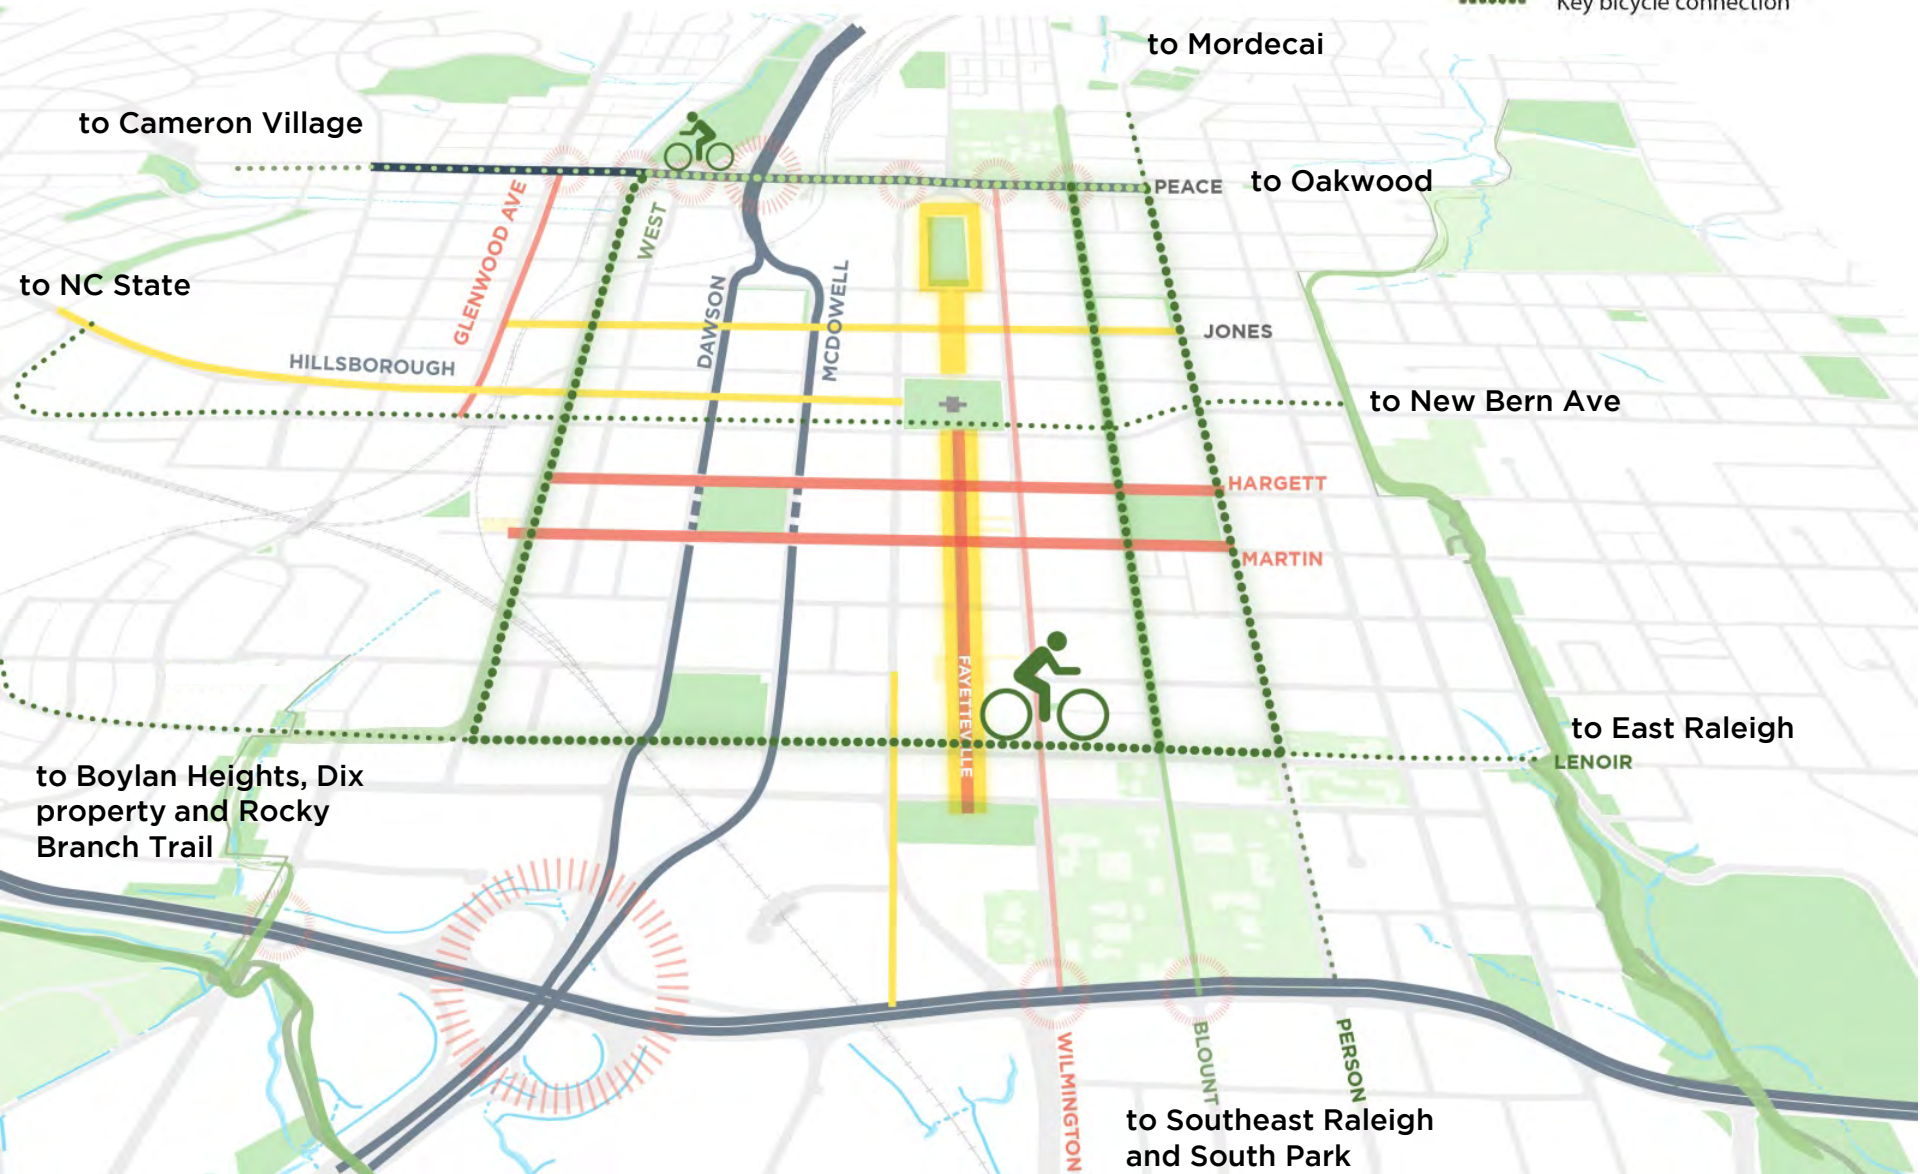 Key bicycle connection
to Mordecai
to Cameron Village
PEACE
to Oakwood
GLENWOOD AVE
WEST
to NC State
DAWSON
MCDOWELL
JONES
HILLSBOROUGH
to New Bern Ave
HARGETT
MARTIN
FAYETTEVILLE
to East Raleigh
LENOIR
to Boylan Heights, Dix
property and Rocky
Branch Trail
WILMINGTON
BLOUNT
PERSON
to Southeast Raleigh
and South Park